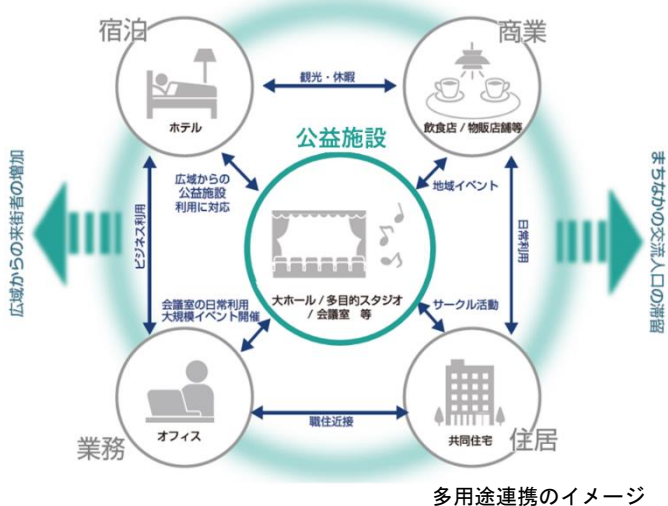 宿泊
商業
ホテル
観光・休暇
飲食店 / 物販店舗等
公益施設
広域からの
公益施設
利用に対応
地域イベント
広域からの来街者の増加
ビジネス利用
日常利用
まちなかの交流人口の滞留
大ホール / 多目的スタジオ
/ 会議室 等
会議室の日常利用
大規模イベント開催
サークル活動
オフィス
職住近接
共同住宅
業務
住居
多用途連携のイメージ